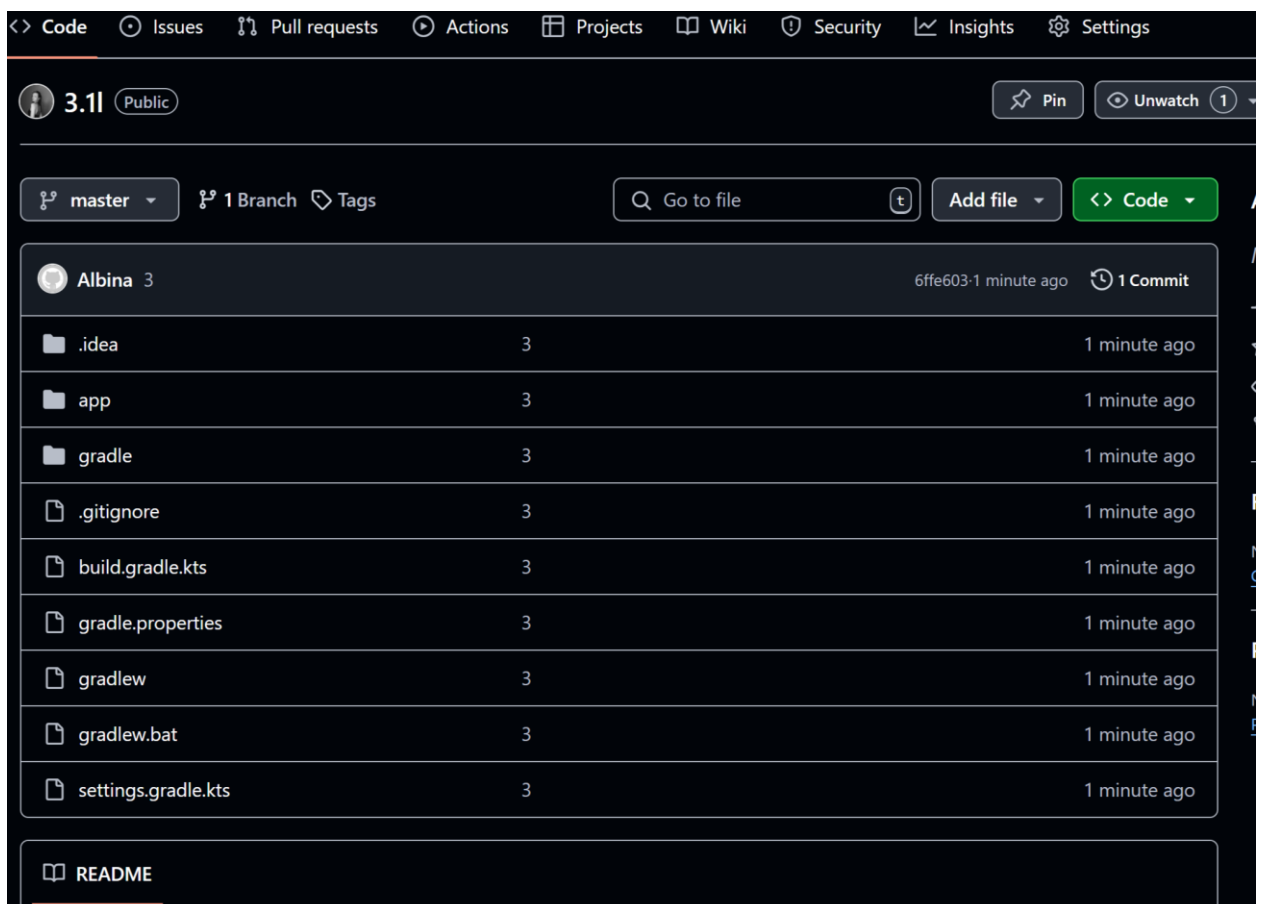 <> Code Issues Pull requests Actions Projects Wiki Security Insights Settings
3.1l Public Pin Unwatch 1
master 1 Branch Tags Go to file t Add file <> Code
Albina 3 6ffe603·1 minute ago 1 Commit
.idea 3 1 minute ago
app 3 1 minute ago
gradle 3 1 minute ago
.gitignore 3 1 minute ago
build.gradle.kts 3 1 minute ago
gradle.properties 3 1 minute ago
gradlew 3 1 minute ago
gradlew.bat 3 1 minute ago
settings.gradle.kts 3 1 minute ago
README